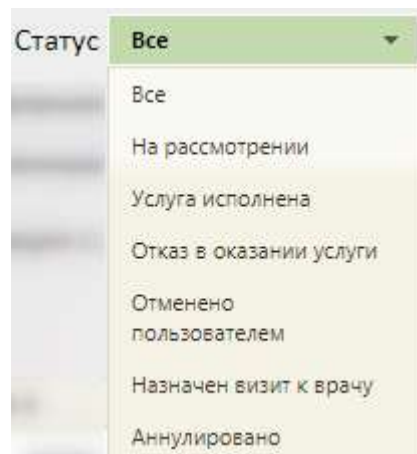 Статус Все
Все
На рассмотрении
Услуга исполнена
Отказ в оказании услуги
Отменено
пользователем
Назначен визит к врачу
Аннулировано